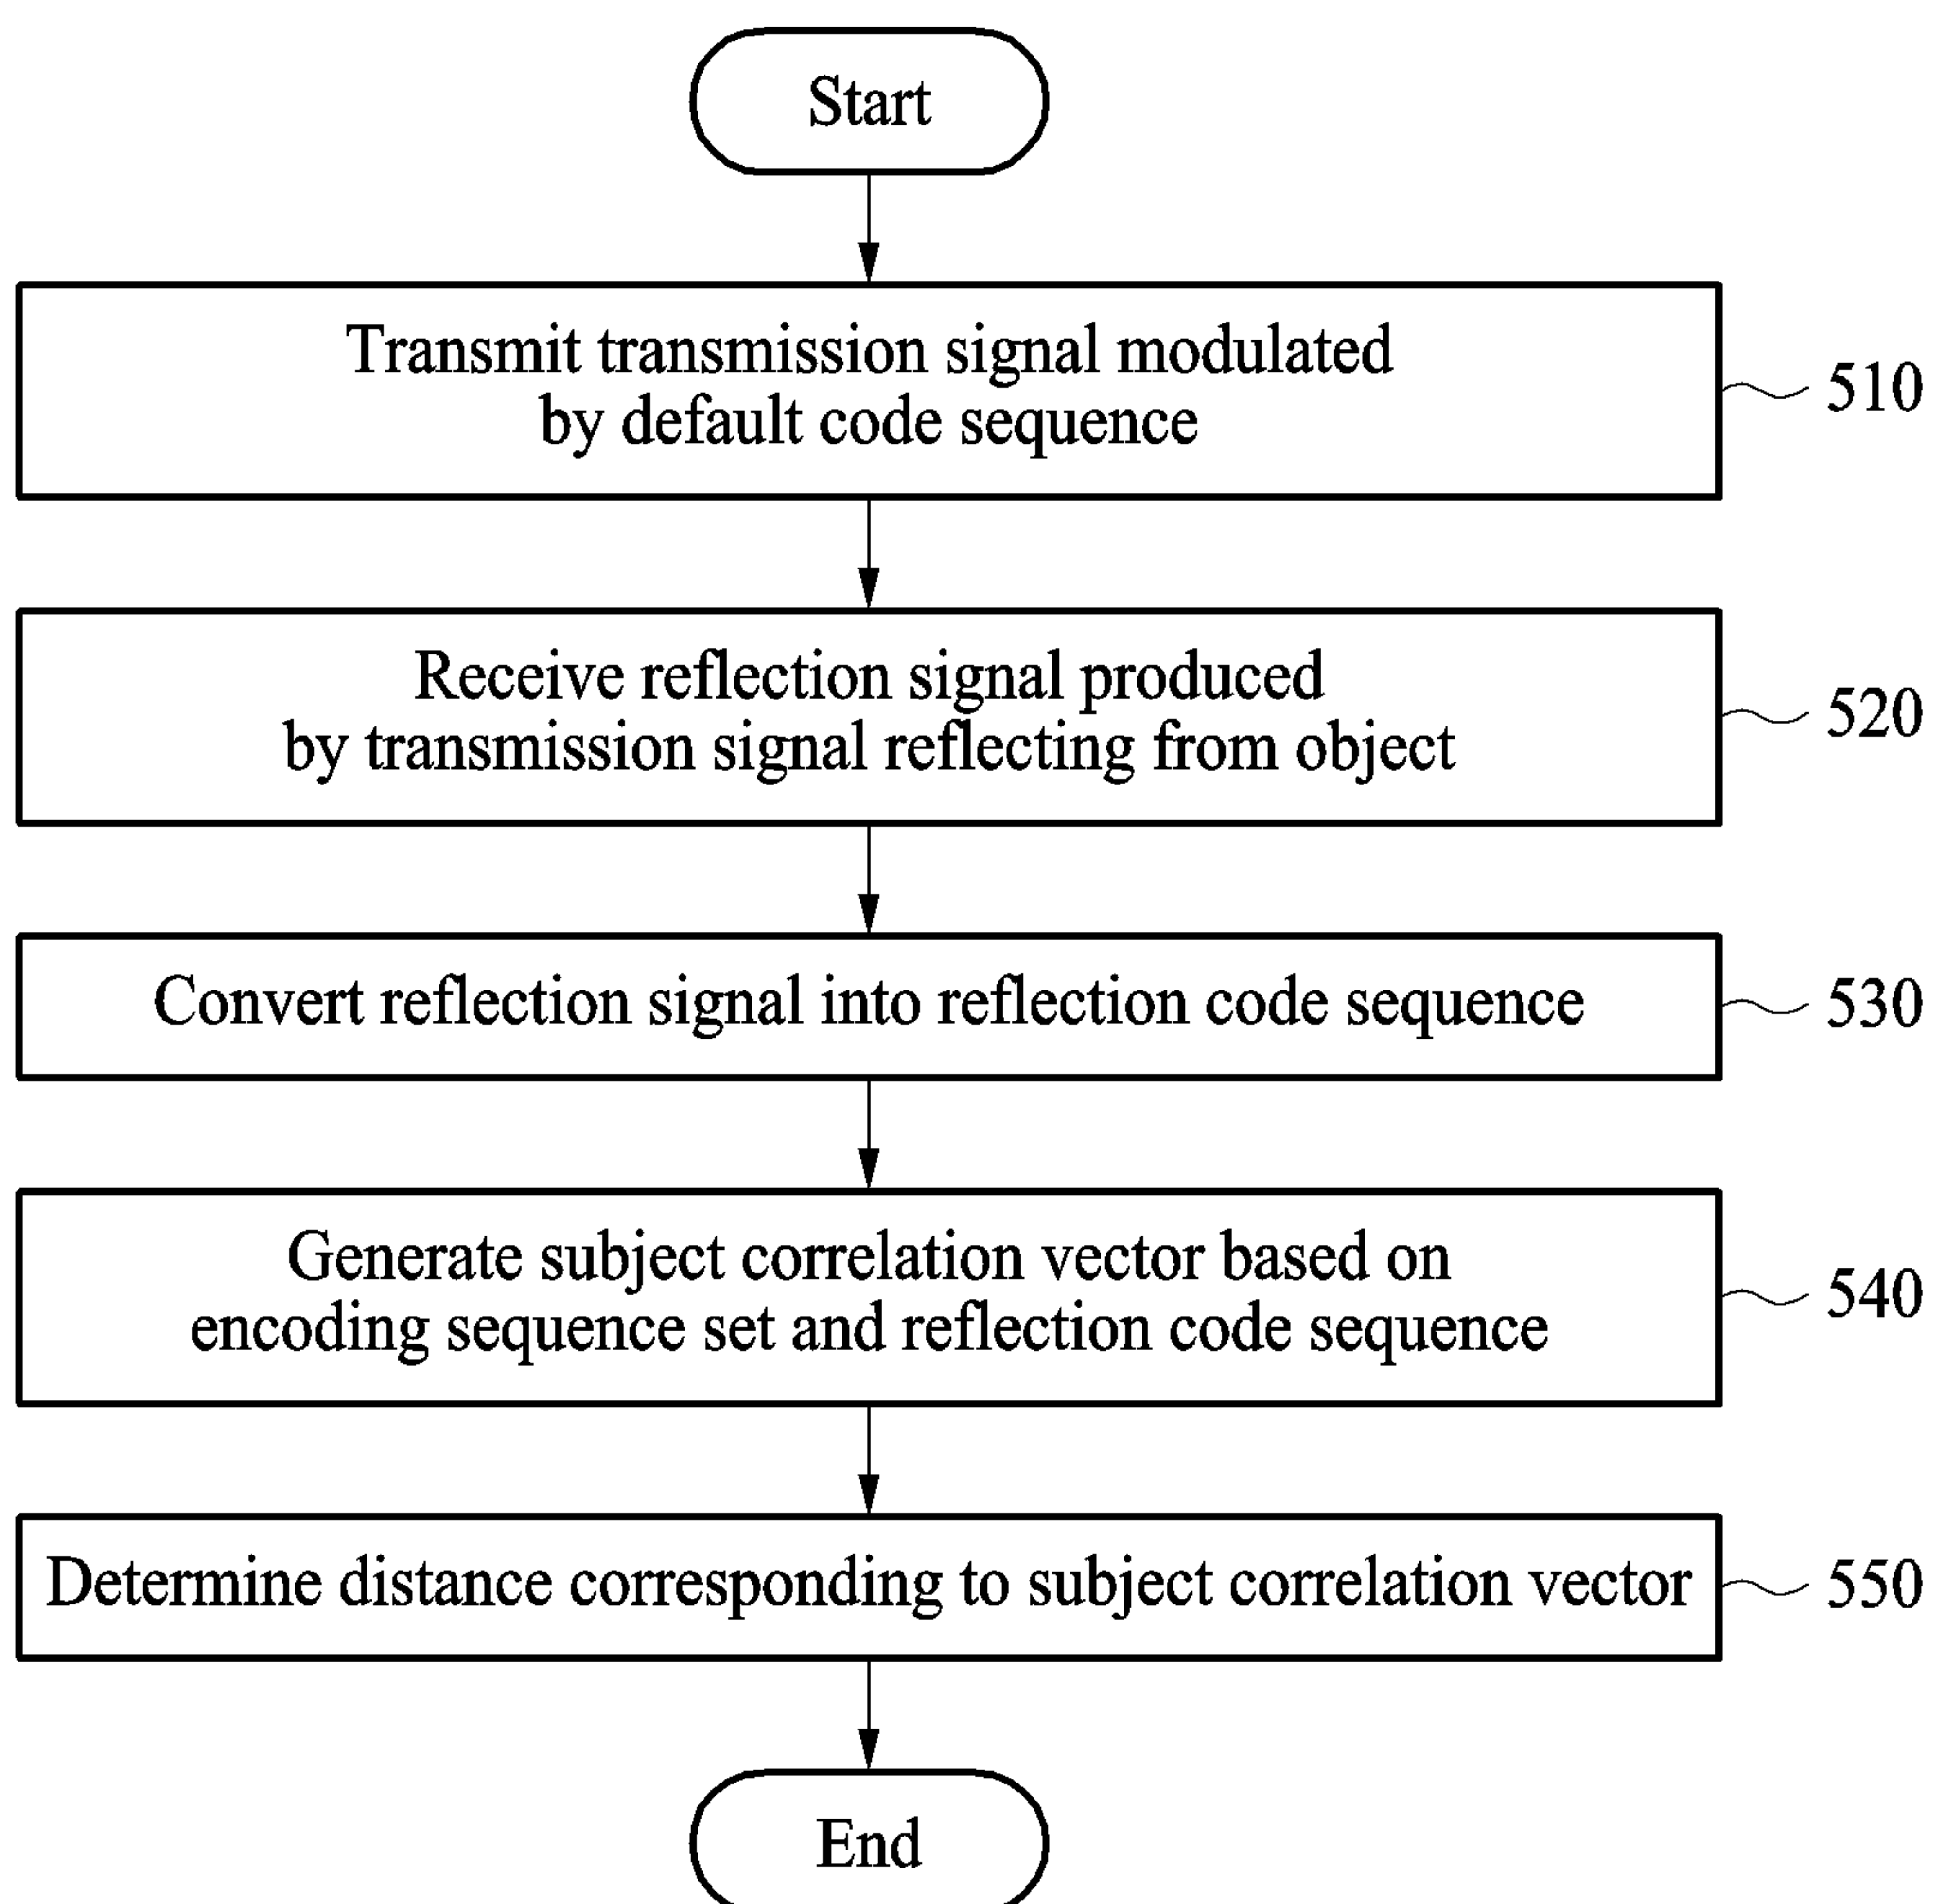 Start
Transmit transmission signal modulated
by default code sequence
510
Receive reflection signal produced
by transmission signal reflecting from object
520
Convert reflection signal into reflection code sequence
530
Generate subject correlation vector based on
encoding sequence set and reflection code sequence
540
Determine distance corresponding to subject correlation vector
550
End